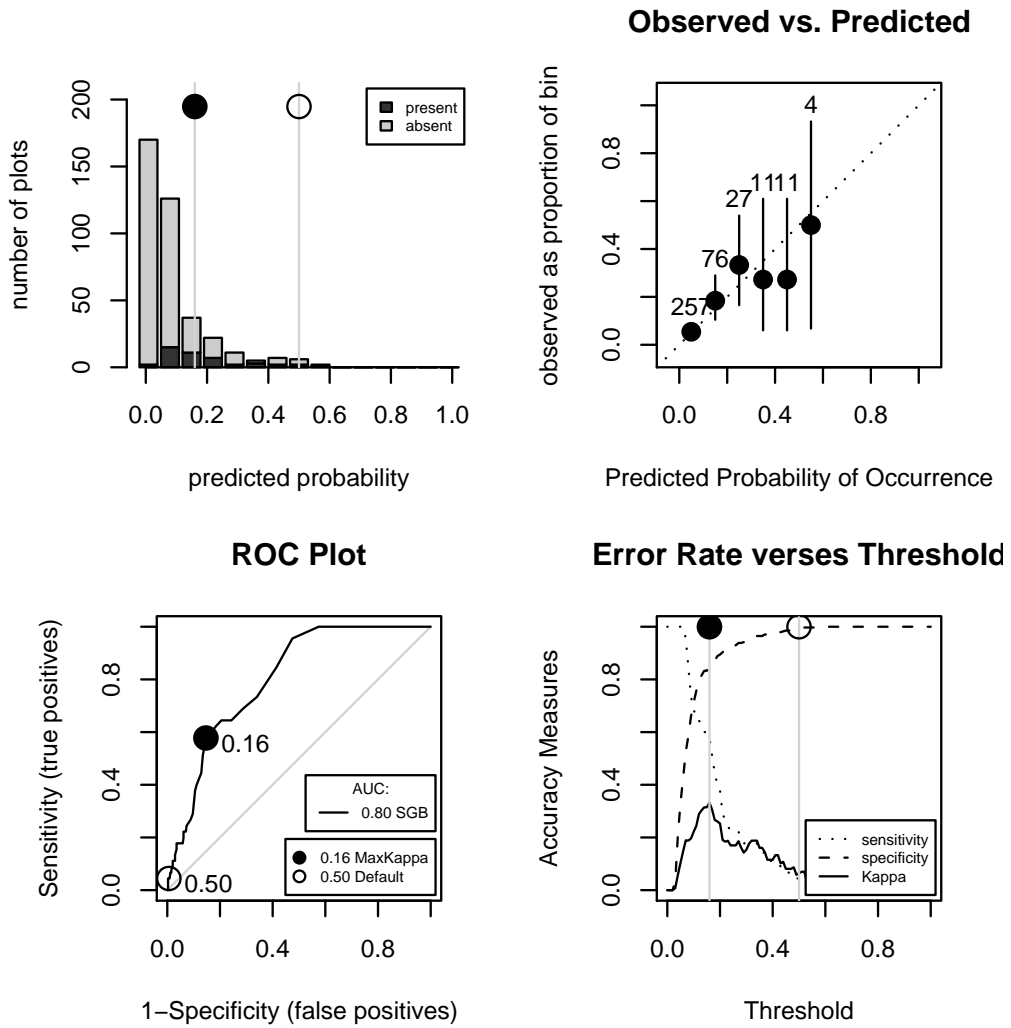 number of plots
200
150
100
50
0
present
absent
0.0 0.2 0.4 0.6 0.8 1.0
predicted probability
Observed vs. Predicted
observed as proportion of bin
0.8
0.4
0.0
257
76
27
11
11
4
0.0 0.4 0.8
Predicted Probability of Occurrence
ROC Plot
Sensitivity (true positives)
0.8
0.4
0.0
0.16
0.50
AUC:
0.80 SGB
0.16 MaxKappa
0.50 Default
0.0 0.4 0.8
1−Specificity (false positives)
Error Rate verses Threshold
Accuracy Measures
0.8
0.4
0.0
sensitivity
specificity
Kappa
0.0 0.4 0.8
Threshold